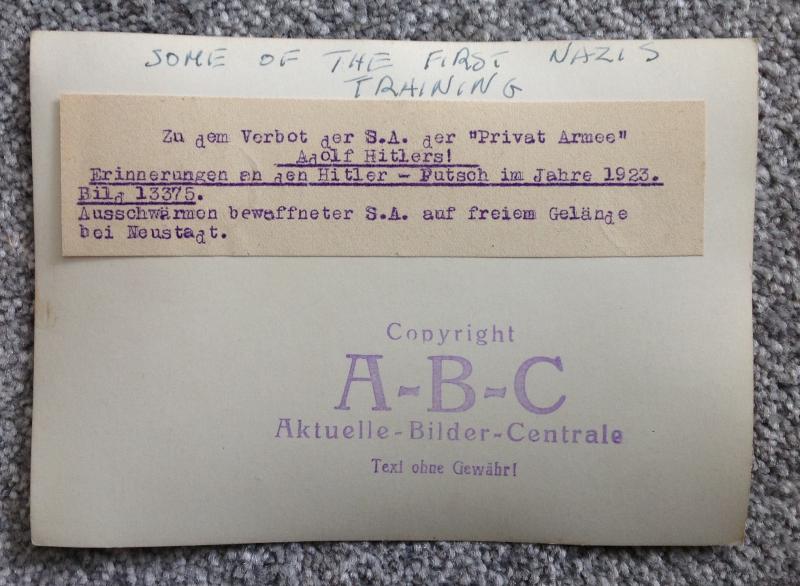 SOME OF THE FIRST NAZIS
TRAINING
Zu dem Verbot der S.A. der "Privat Armee"
Adolf Hitlers!
Erinnerungen an den Hitler - Putsch im Jahre 1923.
Bild 13375.
Ausschwärmen bewaffneter S.A. auf freiem Gelände
bei Neustadt.
Copyright
A-B-C
Aktuelle-Bilder-Centrale
Text ohne Gewähr!